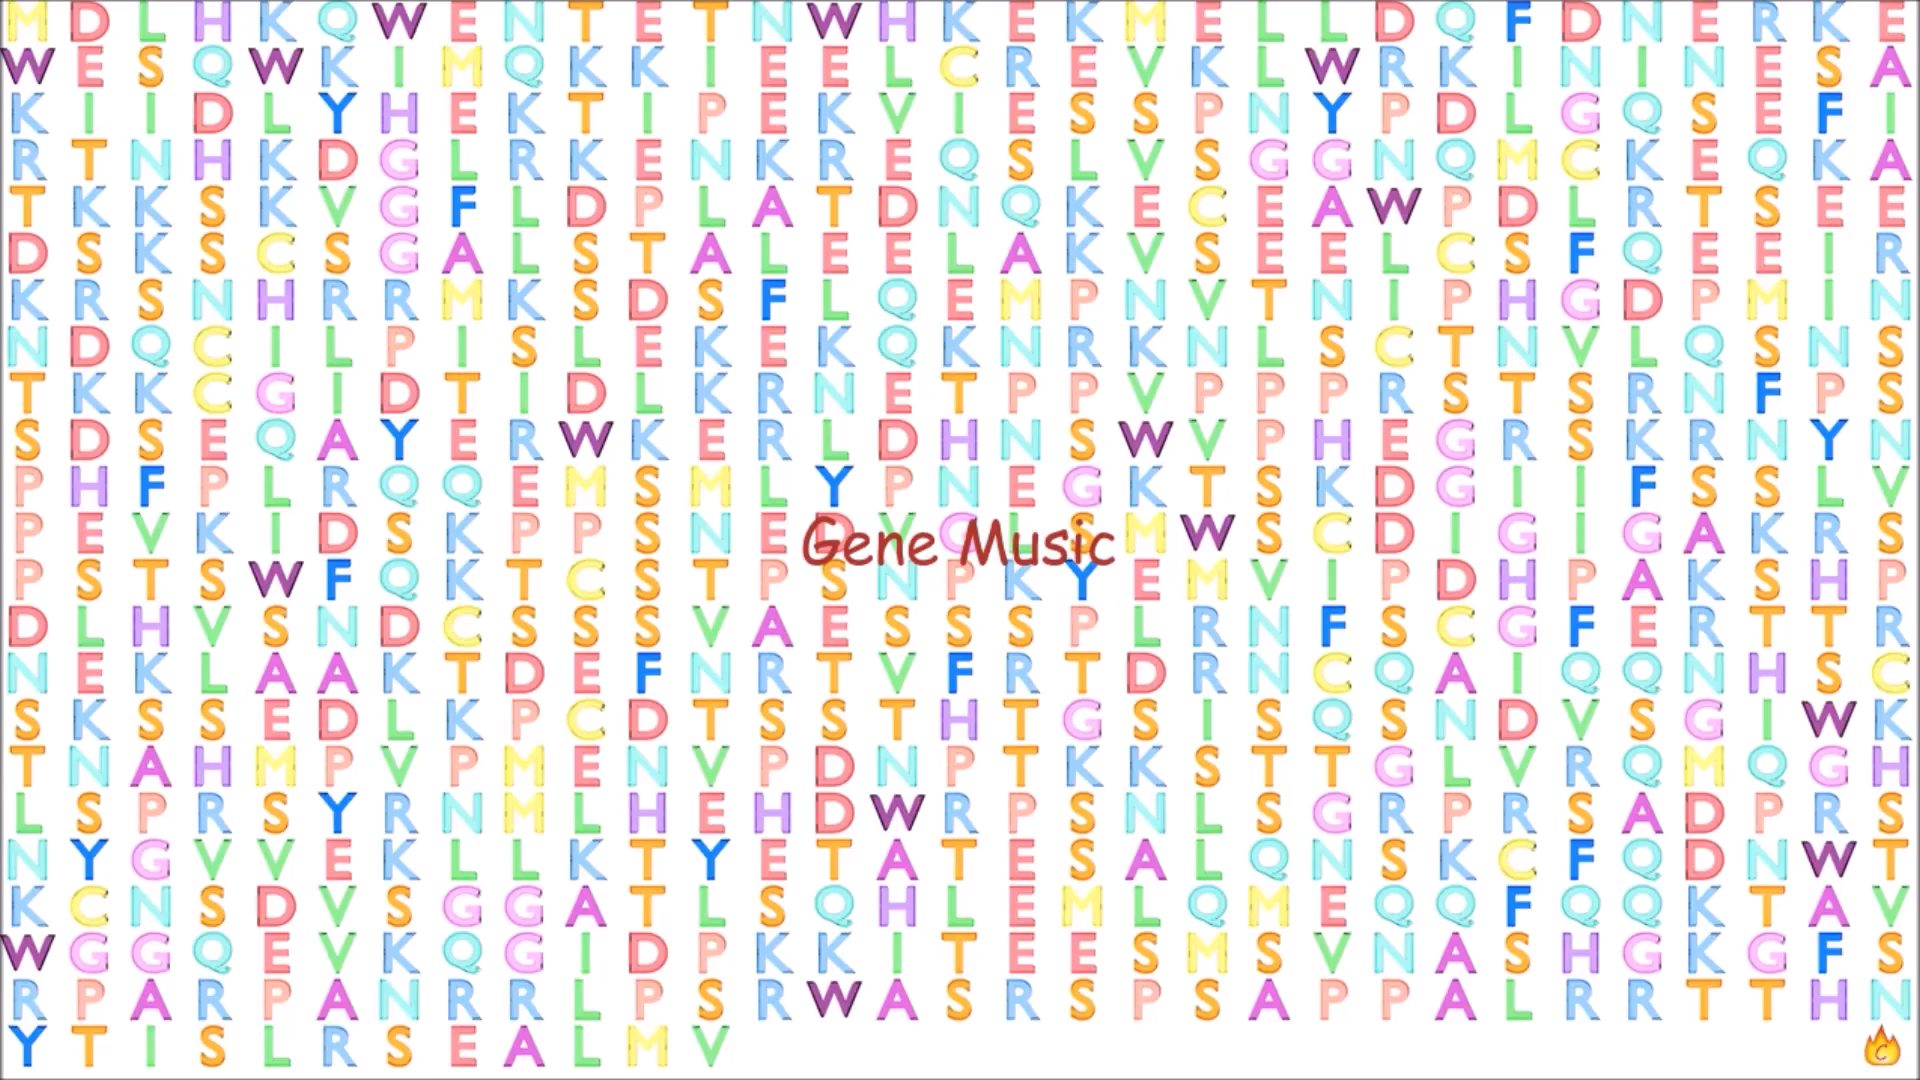 M D L H K Q W E N T E T N W H K E K M E L L D Q F D N E R K E
W E S Q W K I M Q K K I E E L C R E V K L W R K I N I N E S A
K I I D L Y H E K T I P E K V I E S S P N Y P D L G Q S E F I
R T N H K D G L R K E N K R E Q S L V S G G N Q M C K E Q K A
T K K S K V G F L D P L A T D N Q K E C E A W P D L R T S E E
D S K S C S G A L S T A L E E L A K V S E E L C S F Q E E I R
K R S N H R R M K S D S F L Q E M P N V T N I P H G D P M I N
N D Q C I L P I S L E K E K Q K N R K N L S C T N V L Q S N S
T K K C G I D T I D L K R N E T P P V P P P R S T S R N F P S
S D S E Q A Y E R W K E R L D H N S W V P H E G R S K R N Y N
P H F P L R Q Q E M S M L Y P N E G K T S K D G I I F S S L V
P E V K I D S K P P S N E D V G L S M W S C D I G I G A K R S
Gene Music
P S T S W F Q K T C S T P S N P K Y E M V I P D H P A K S H P
D L H V S N D C S S S V A E S S S P L R N F S C G F E R T T R
N E K L A A K T D E F N R T V F R T D R N C Q A I Q Q N H S C
S K S S E D L K P C D T S S T H T G S I S Q S N D V S G I W K
T N A H M P V P M E N V P D N P T K K S T T G L V R Q M Q G H
L S P R S Y R N M L H E H D W R P S N L S G R P R S A D P R S
N Y G V V E K L L K T Y E T A T E S A L Q N S K C F Q D N W T
K C N S D V S G G A T L S Q H L E M L Q M E Q Q F Q Q K T A V
W G G Q E V K Q G I D P K K I T E E S M S V N A S H G K G F S
R P A R P A N R R L P S R W A S R S P S A P P A L R R T T H N
Y T I S L R S E A L M V
C